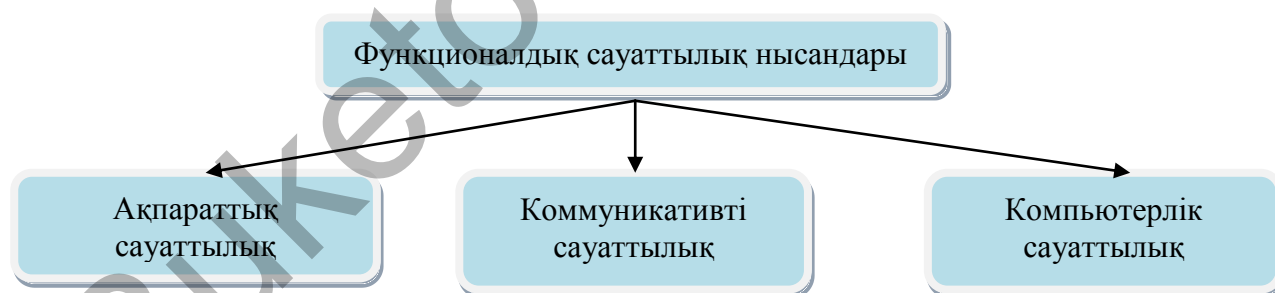 Функционалдық сауаттылық нысандары
Ақпараттық
сауаттылық
Коммуникативті
сауаттылық
Компьютерлік
сауаттылық